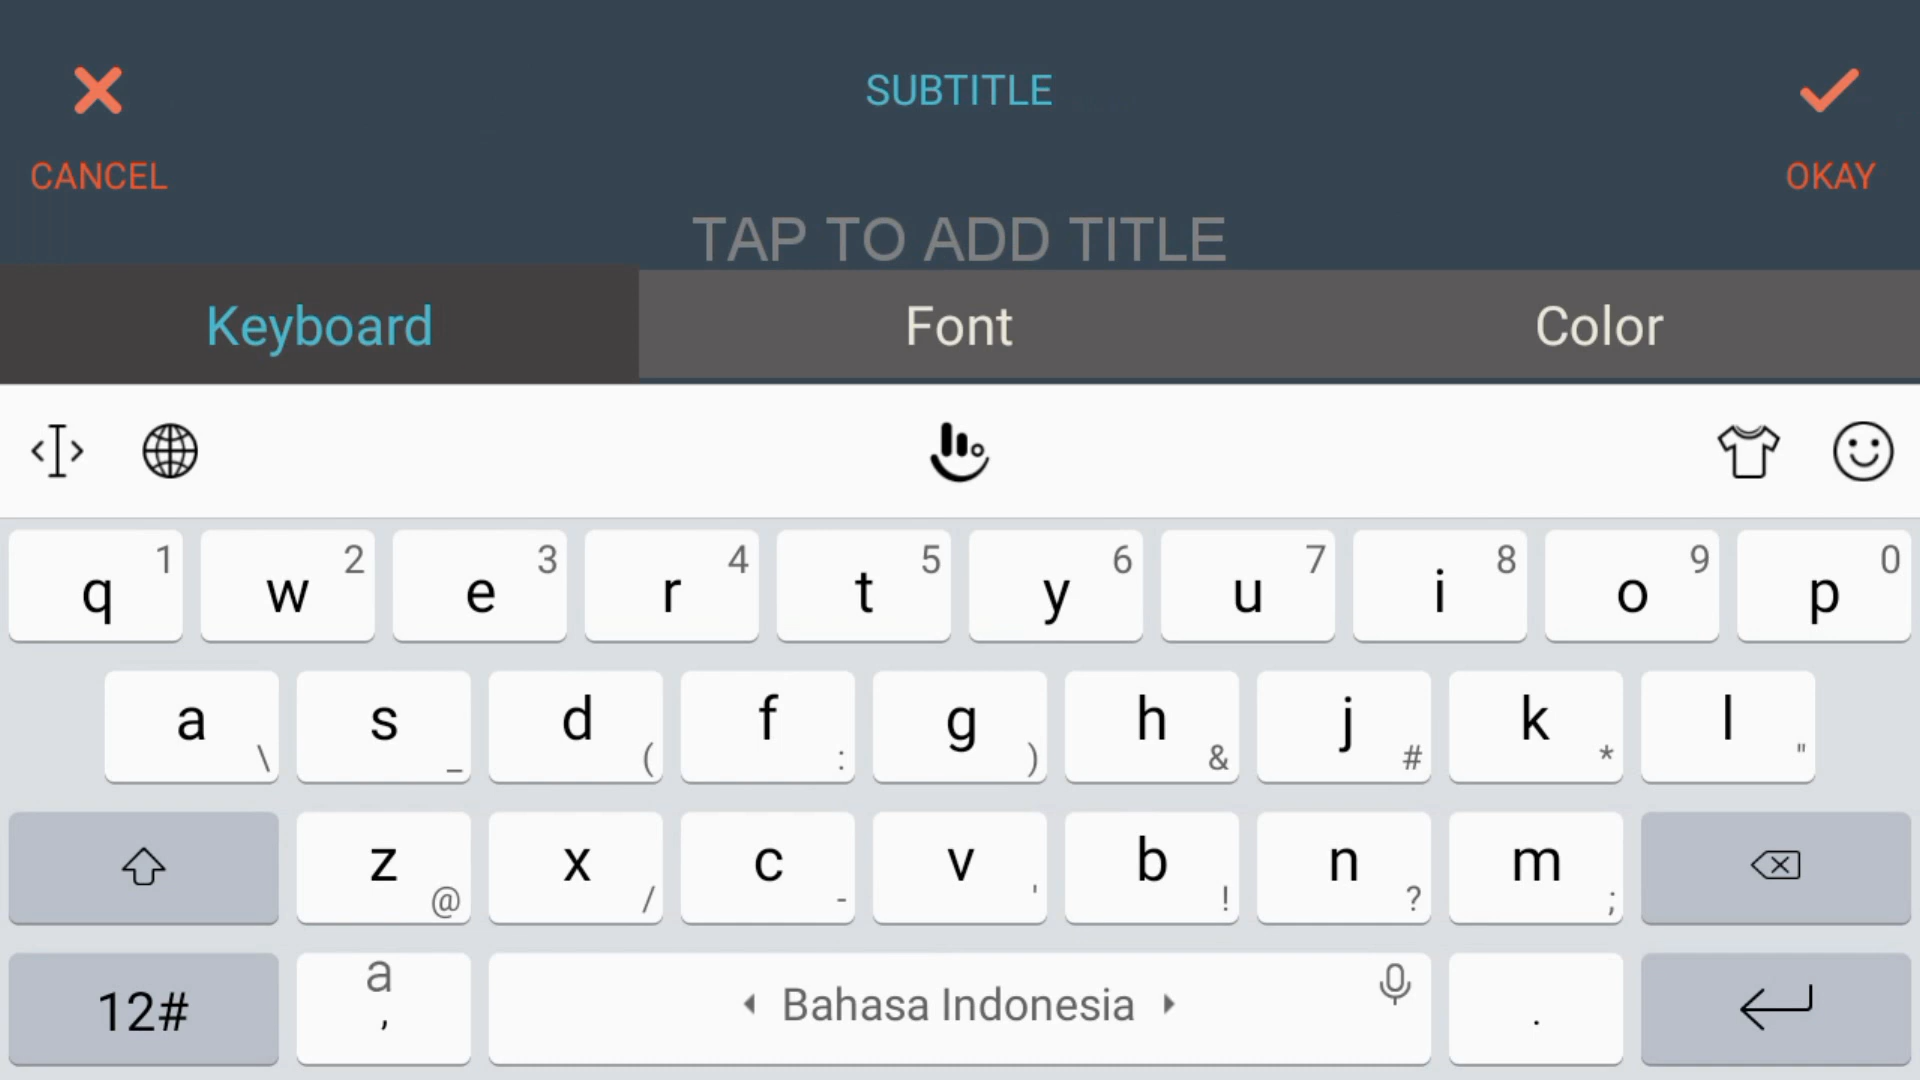 SUBTITLE
CANCEL
OKAY
TAP TO ADD TITLE
Keyboard Font Color
q 1 w 2 e 3 r 4 t 5 y 6 u 7 i 8 o 9 p 0
a \ s _ d ( f : g ) h & j # k * l "
z @ x / c - v ' b ! n ? m ;
12# a , Bahasa Indonesia .